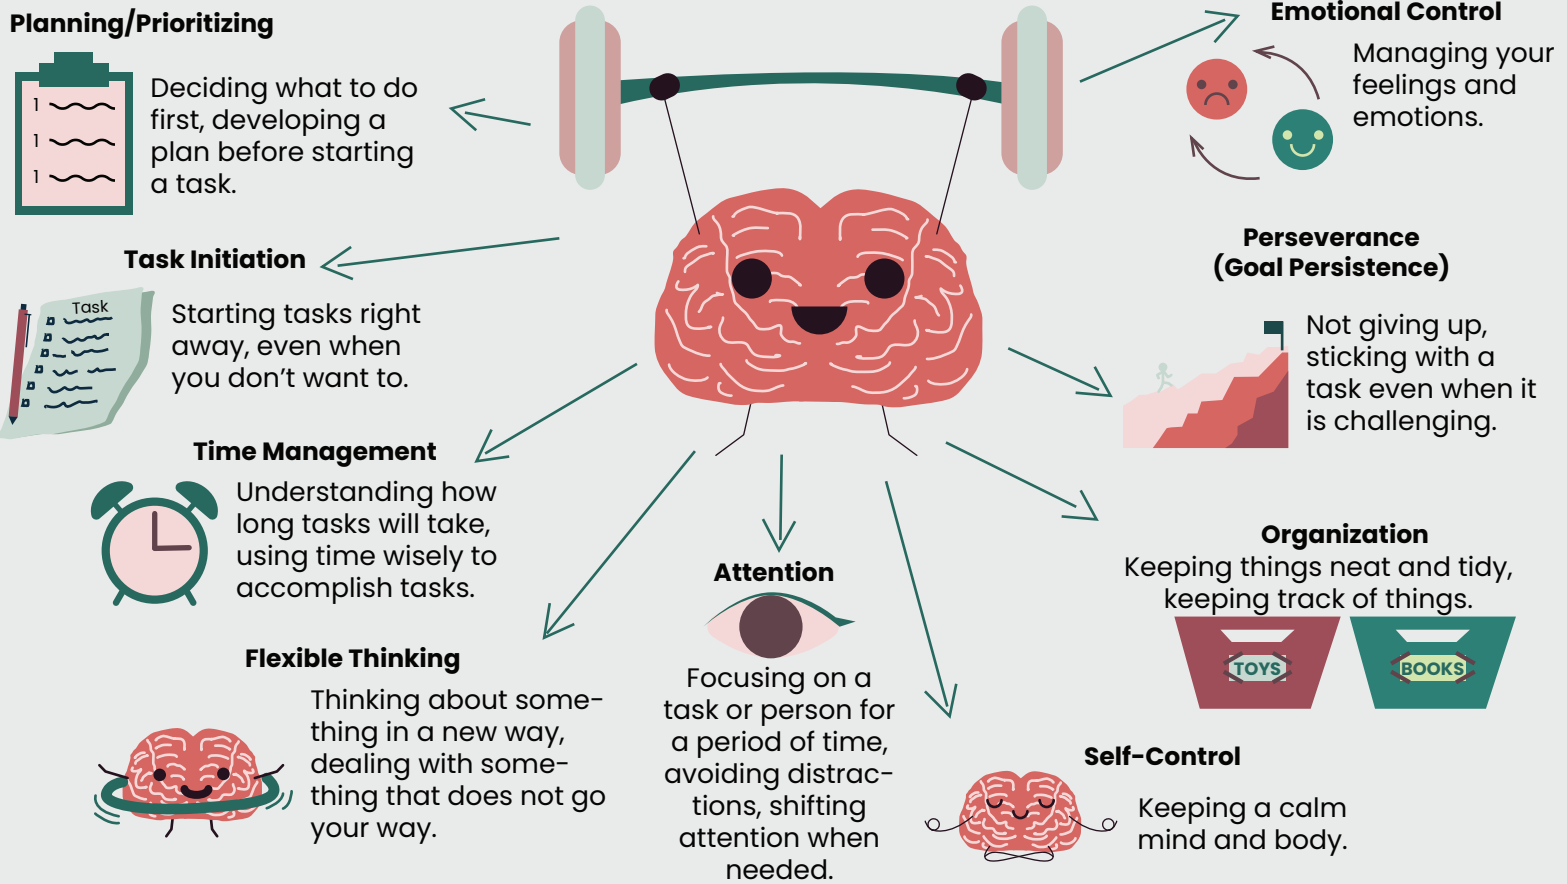 Planning/Prioritizing
1
1
1
Deciding what to do
first, developing a
plan before starting
a task.
Task Initiation
Task
Starting tasks right
away, even when
you don’t want to.
Time Management
Understanding how
long tasks will take,
using time wisely to
accomplish tasks.
Flexible Thinking
Thinking about some-
thing in a new way,
dealing with some-
thing that does not go
your way.
Attention
Focusing on a
task or person for
a period of time,
avoiding distrac-
tions, shifting
attention when
needed.
Emotional Control
Managing your
feelings and
emotions.
Perseverance
(Goal Persistence)
Not giving up,
sticking with a
task even when it
is challenging.
Organization
Keeping things neat and tidy,
keeping track of things.
TOYS
BOOKS
Self-Control
Keeping a calm
mind and body.